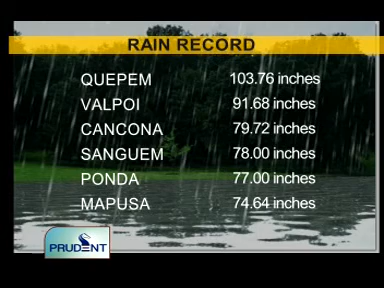 RAIN RECORD
QUEPEM 103.76 inches
VALPOI 91.68 inches
CANCONA 79.72 inches
SANGUEM 78.00 inches
PONDA 77.00 inches
MAPUSA 74.64 inches
PRUDENT